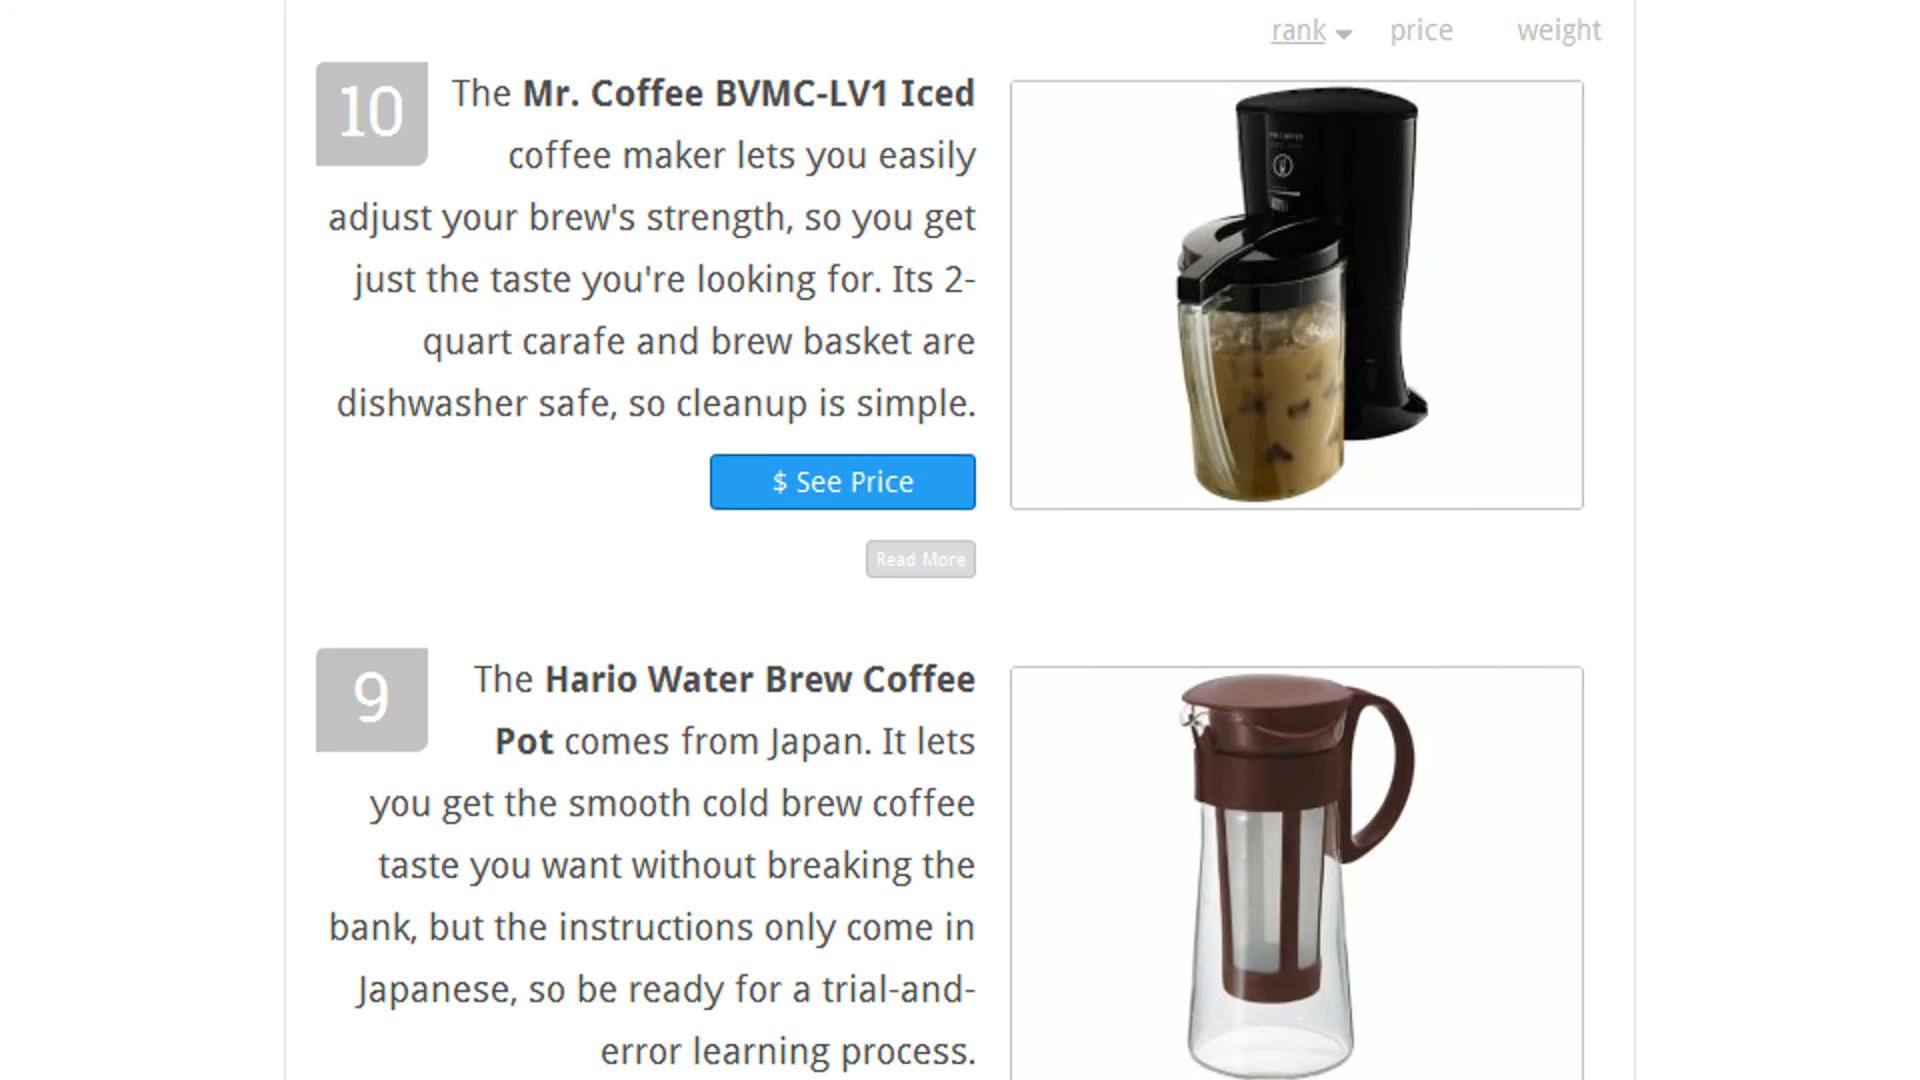 rank price weight
10
The Mr. Coffee BVMC-LV1 Iced
coffee maker lets you easily
adjust your brew's strength, so you get
just the taste you're looking for. Its 2-
quart carafe and brew basket are
dishwasher safe, so cleanup is simple.
$ See Price
Read More
9
The Hario Water Brew Coffee
Pot comes from Japan. It lets
you get the smooth cold brew coffee
taste you want without breaking the
bank, but the instructions only come in
Japanese, so be ready for a trial-and-
error learning process.